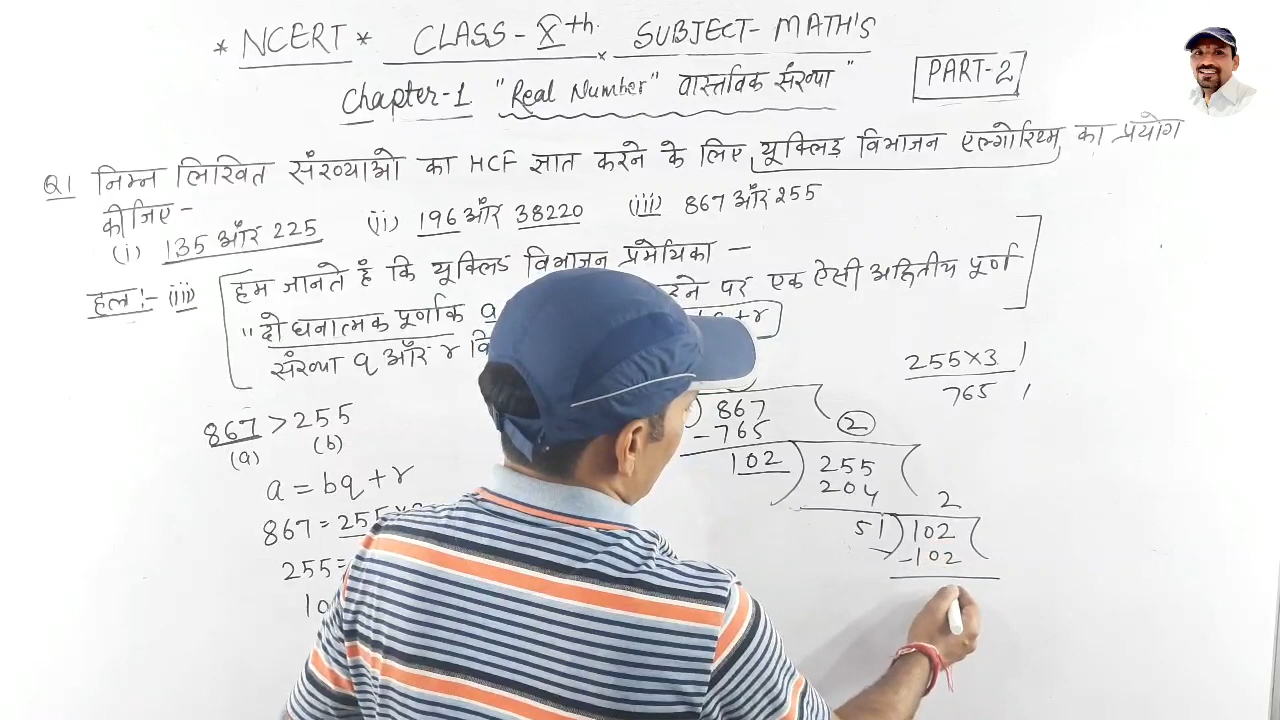 * NCERT * CLASS - Xth. SUBJECT - MATH'S
Chapter-1 "Real Number" वास्तविक संख्या" PART-2
Q1 निम्न लिखित संख्याओ का HCF ज्ञात करने के लिए, यूक्लिड़ विभाजन एल्गोरिथ्म, का प्रयोग
कीजिए -
(i) 135 और 225 (ii) 196 और 38220 (iii) 867 और 255
हल :- (iii) हम जानते है कि यूक्लिड विभाजन प्रमेयिका -
" दो धनात्मक पूर्णांक a रने पर एक ऐसी अद्वितीय पूर्ण
संख्या q और r + r
255×3
765
867 > 255
(a) (b)
a = bq + r
867 = 255
255 =
10
867
-765
2
102 255
204
2
51 102
-102